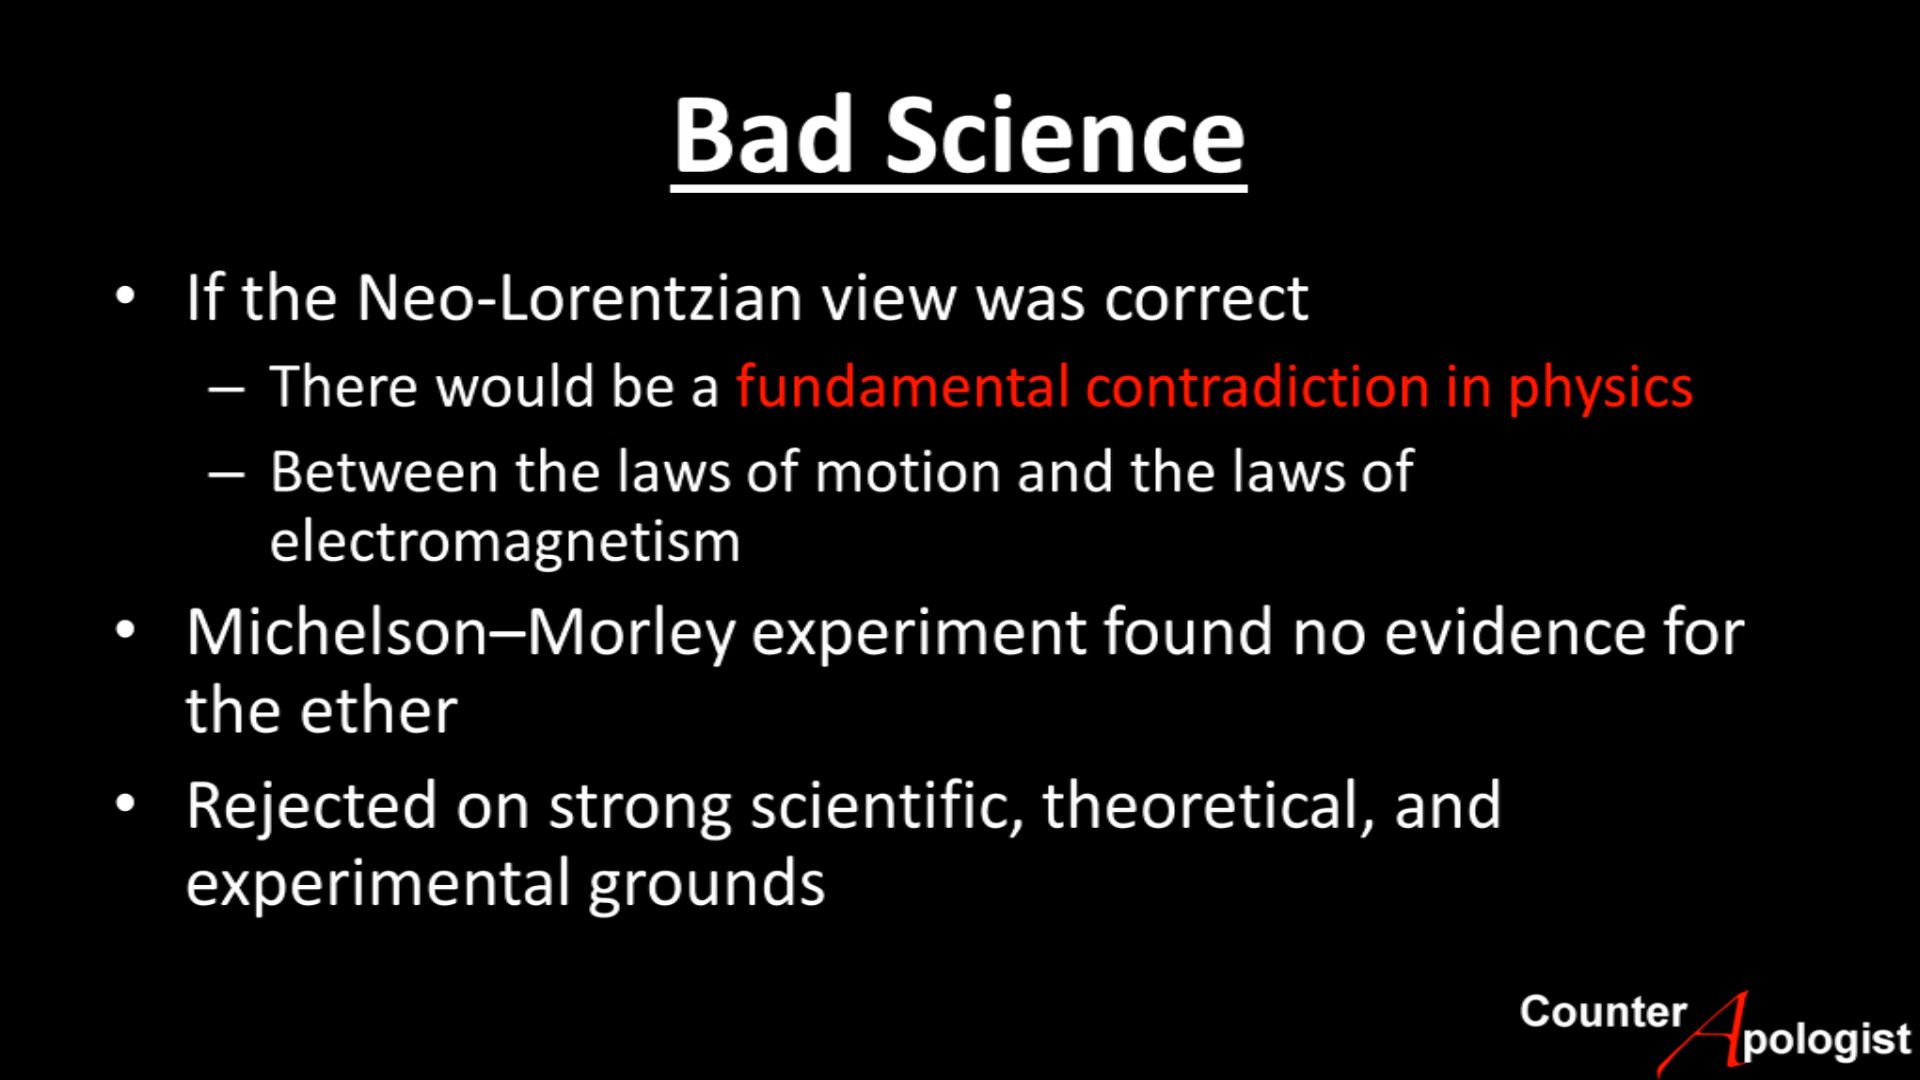 Bad Science
• If the Neo-Lorentzian view was correct
– There would be a fundamental contradiction in physics
– Between the laws of motion and the laws of
electromagnetism
• Michelson–Morley experiment found no evidence for
the ether
• Rejected on strong scientific, theoretical, and
experimental grounds
Counter Apologist